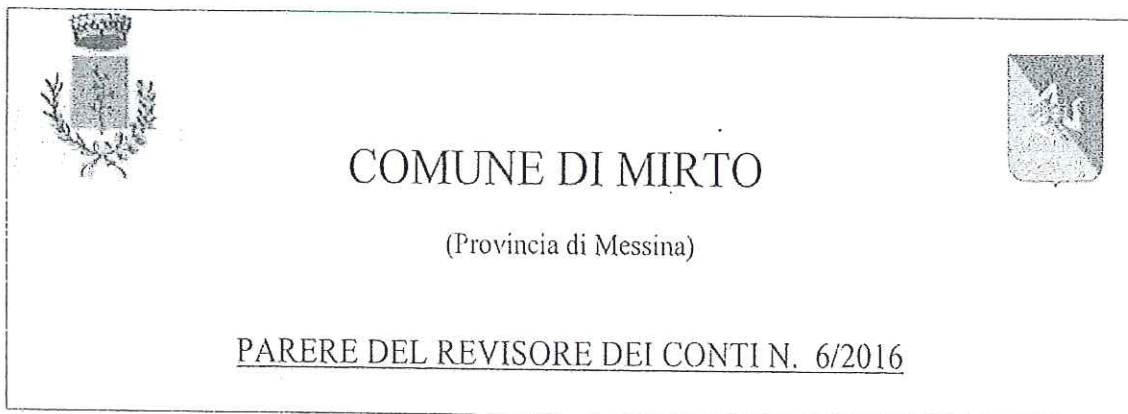 COMUNE DI MIRTO
(Provincia di Messina)
PARERE DEL REVISORE DEI CONTI N. 6/2016